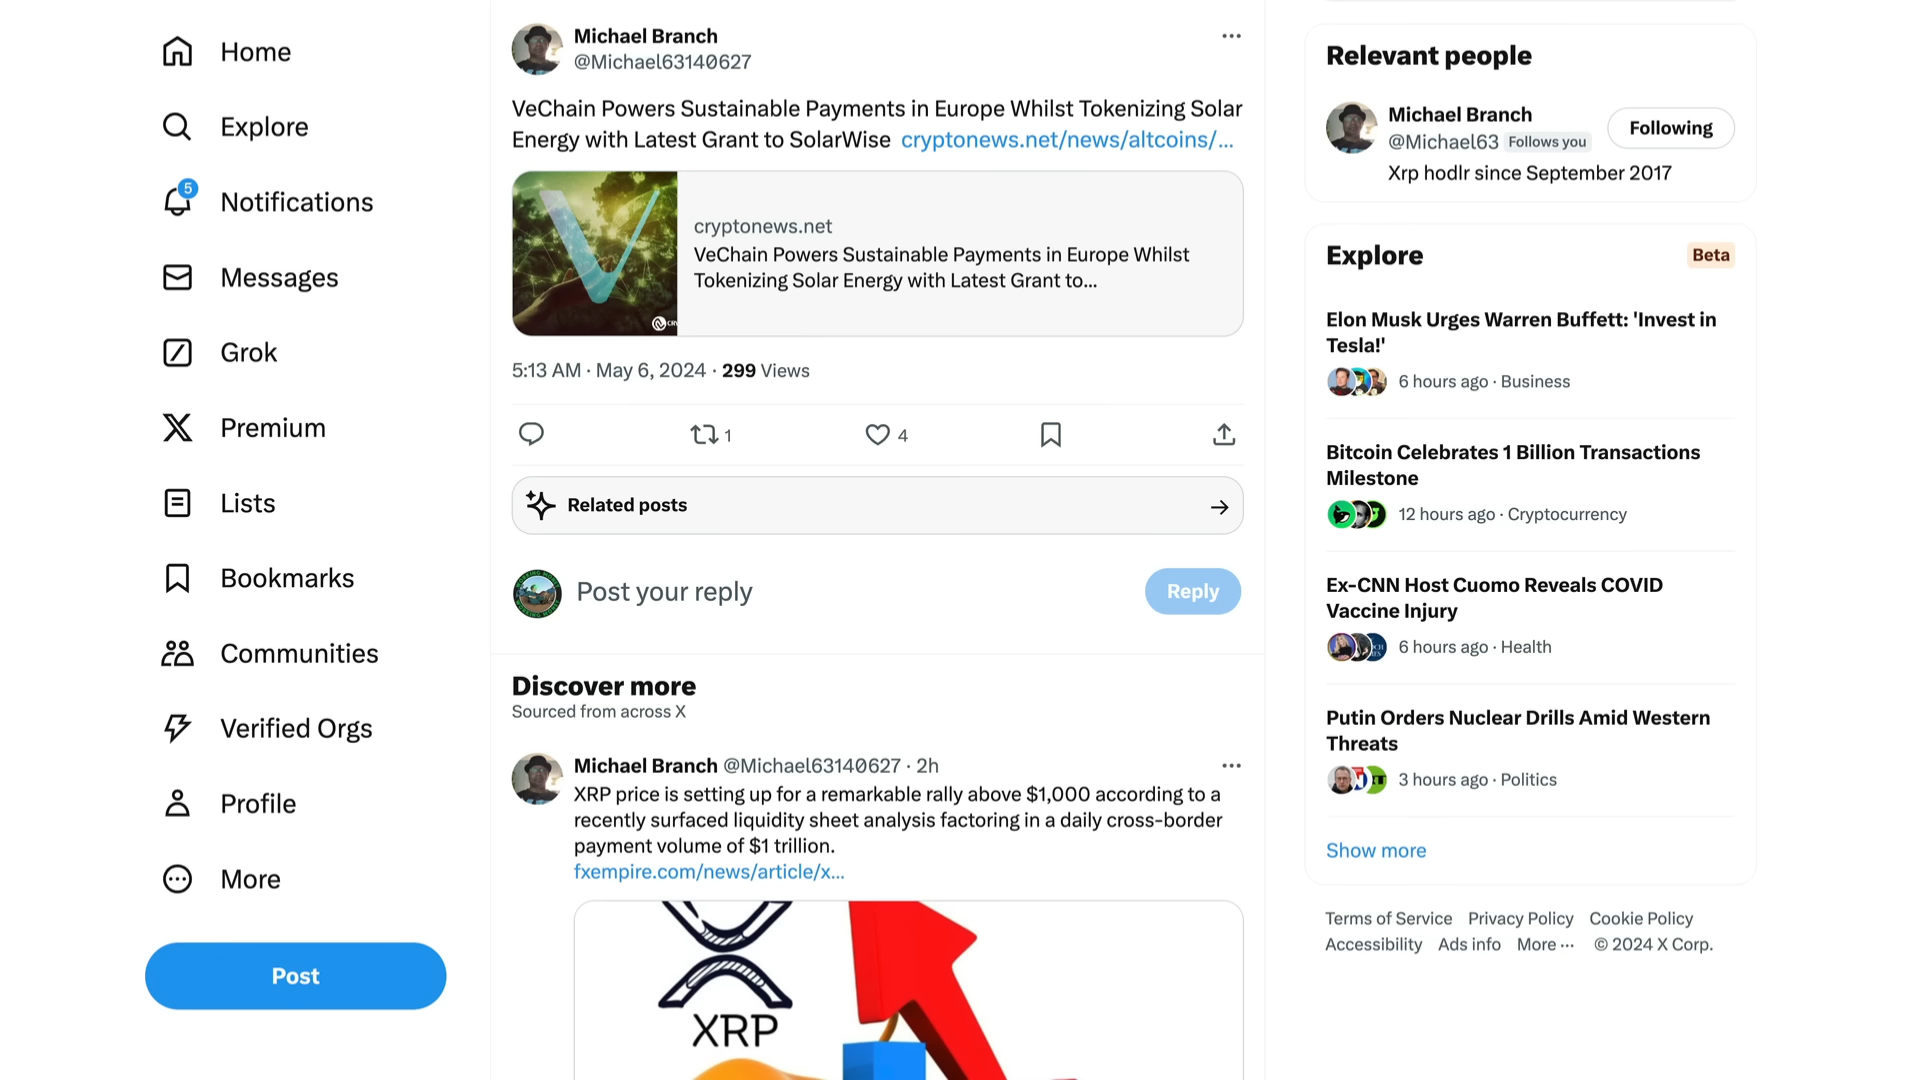 Home
Explore
5
Notifications
Messages
Grok
Premium
Lists
Bookmarks
Communities
Verified Orgs
Profile
More
Post
Michael Branch
@Michael63140627
VeChain Powers Sustainable Payments in Europe Whilst Tokenizing Solar
Energy with Latest Grant to SolarWise cryptonews.net/news/altcoins/...
cryptonews.net
VeChain Powers Sustainable Payments in Europe Whilst
Tokenizing Solar Energy with Latest Grant to...
5:13 AM · May 6, 2024 · 299 Views
1
4
Related posts
Post your reply
Reply
Discover more
Sourced from across X
Michael Branch @Michael63140627 · 2h
XRP price is setting up for a remarkable rally above $1,000 according to a
recently surfaced liquidity sheet analysis factoring in a daily cross-border
payment volume of $1 trillion.
fxempire.com/news/article/x...
XRP
Relevant people
Michael Branch
@Michael63 Follows you
Following
Xrp hodlr since September 2017
Explore
Beta
Elon Musk Urges Warren Buffett: 'Invest in
Tesla!'
6 hours ago · Business
Bitcoin Celebrates 1 Billion Transactions
Milestone
12 hours ago · Cryptocurrency
Ex-CNN Host Cuomo Reveals COVID
Vaccine Injury
6 hours ago · Health
Putin Orders Nuclear Drills Amid Western
Threats
3 hours ago · Politics
Show more
Terms of Service Privacy Policy Cookie Policy
Accessibility Ads info More ··· © 2024 X Corp.